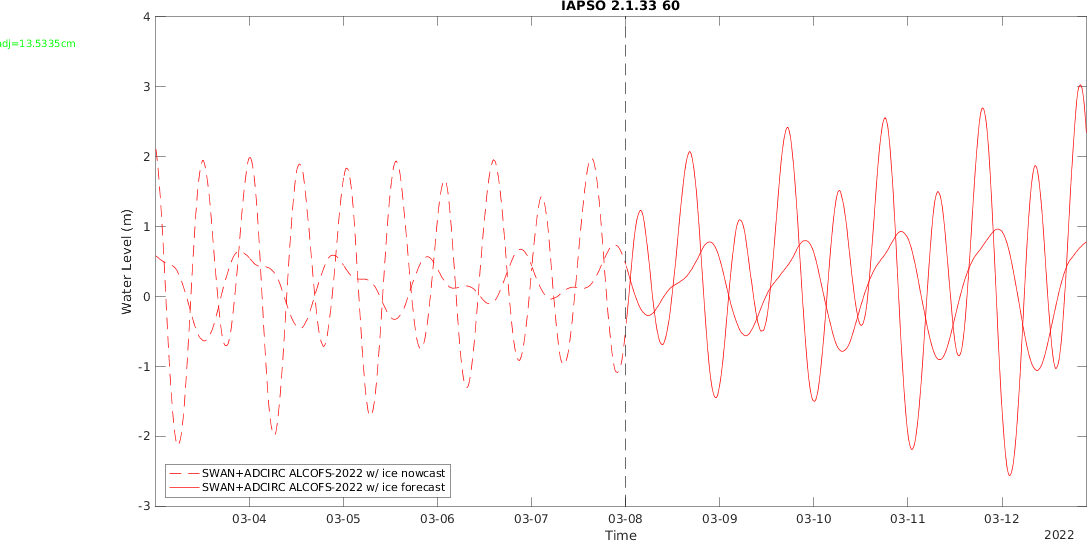 IAPSO 2.1.33 60
adj=13.5335cm
4
3
2
1
0
-1
-2
-3
Water Level (m)
SWAN+ADCIRC ALCOFS-2022 w/ ice nowcast
SWAN+ADCIRC ALCOFS-2022 w/ ice forecast
03-04 03-05 03-06 03-07 03-08 03-09 03-10 03-11 03-12
Time
2022